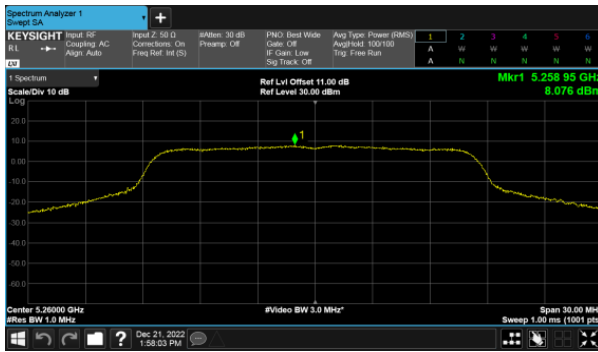 Spectrum Analyzer 1
Swept SA
+
KEYSIGHT
RL
Input: RF
Coupling: AC
Align: Auto
Input Z: 50 Ω
Corrections: On
Freq Ref: Int (S)
#Atten: 30 dB
Preamp: Off
PNO: Best Wide
Gate: Off
IF Gain: Low
Sig Track: Off
Avg Type: Power (RMS)
Avg|Hold: 100/100
Trig: Free Run
1 2 3 4 5 6
A W W W W W
A N N N N N
1 Spectrum
Scale/Div 10 dB
Log
Ref Lvl Offset 11.00 dB
Ref Level 30.00 dBm
Mkr1 5.258 95 GHz
8.076 dBm
1
20.0
10.0
0.00
-10.0
-20.0
-30.0
-40.0
-50.0
-60.0
Center 5.26000 GHz
#Res BW 1.0 MHz
#Video BW 3.0 MHz*
Span 30.00 MHz
Sweep 1.00 ms (1001 pts)
?
Dec 21, 2022
1:58:03 PM